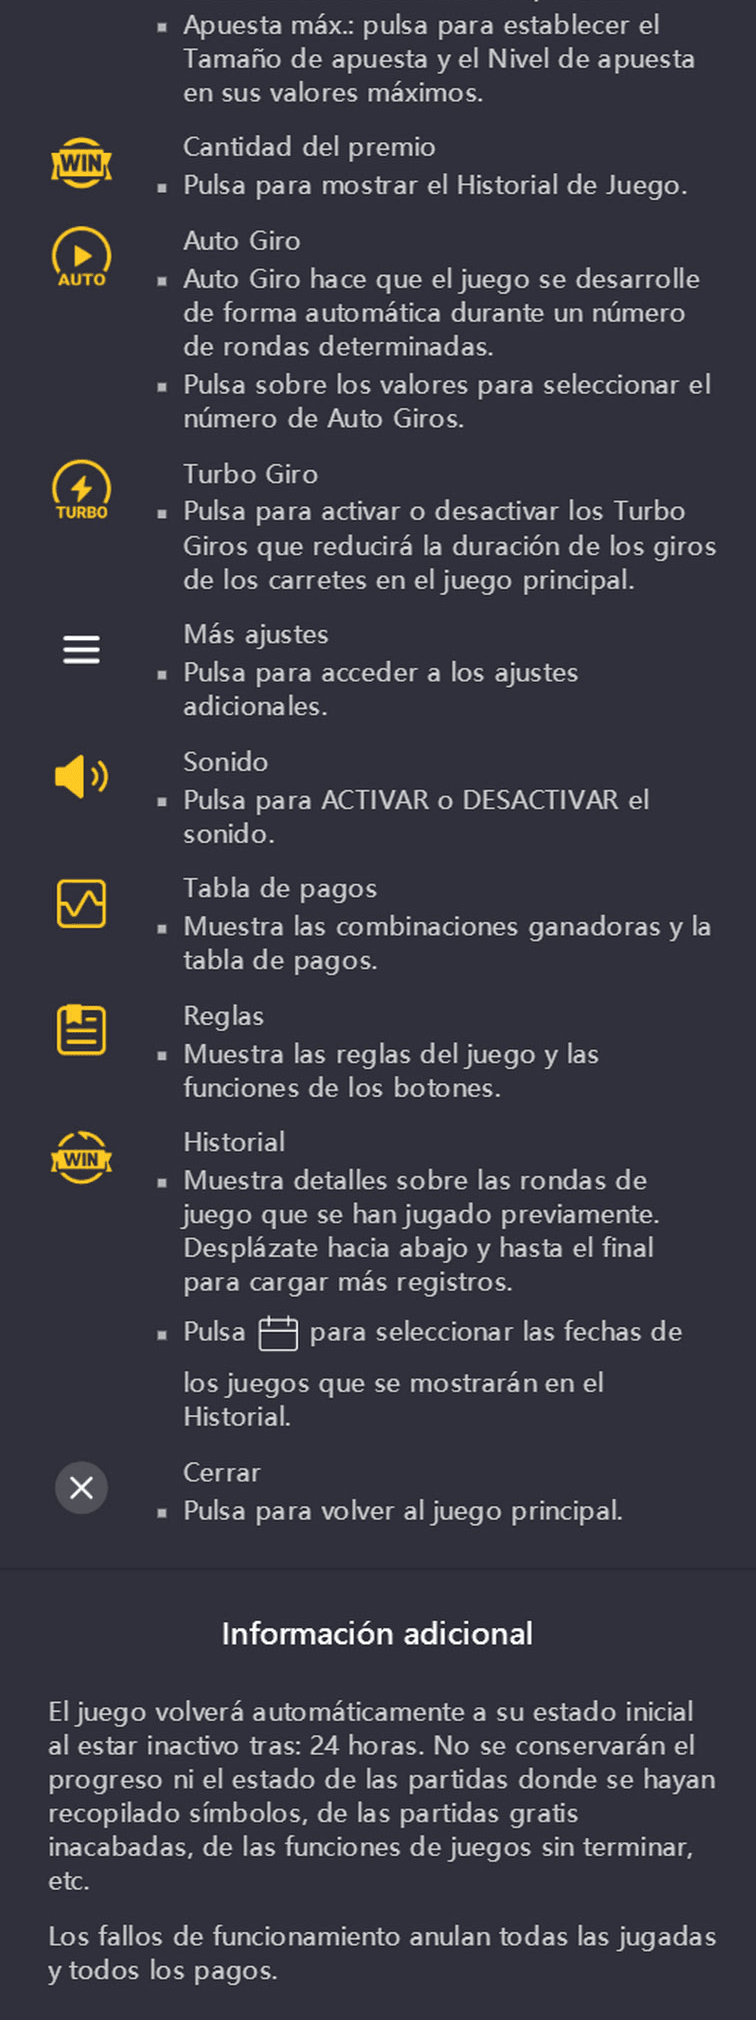 Apuesta máx.: pulsa para establecer el
Tamaño de apuesta y el Nivel de apuesta
en sus valores máximos.
WIN
Cantidad del premio
Pulsa para mostrar el Historial de Juego.
AUTO
Auto Giro
Auto Giro hace que el juego se desarrolle
de forma automática durante un número
de rondas determinadas.
Pulsa sobre los valores para seleccionar el
número de Auto Giros.
TURBO
Turbo Giro
Pulsa para activar o desactivar los Turbo
Giros que reducirá la duración de los giros
de los carretes en el juego principal.
Más ajustes
Pulsa para acceder a los ajustes
adicionales.
Sonido
Pulsa para ACTIVAR o DESACTIVAR el
sonido.
Tabla de pagos
Muestra las combinaciones ganadoras y la
tabla de pagos.
Reglas
Muestra las reglas del juego y las
funciones de los botones.
WIN
Historial
Muestra detalles sobre las rondas de
juego que se han jugado previamente.
Desplázate hacia abajo y hasta el final
para cargar más registros.
Pulsa para seleccionar las fechas de
los juegos que se mostrarán en el
Historial.
Cerrar
Pulsa para volver al juego principal.
Información adicional
El juego volverá automáticamente a su estado inicial
al estar inactivo tras: 24 horas. No se conservarán el
progreso ni el estado de las partidas donde se hayan
recopilado símbolos, de las partidas gratis
inacabadas, de las funciones de juegos sin terminar,
etc.
Los fallos de funcionamiento anulan todas las jugadas
y todos los pagos.